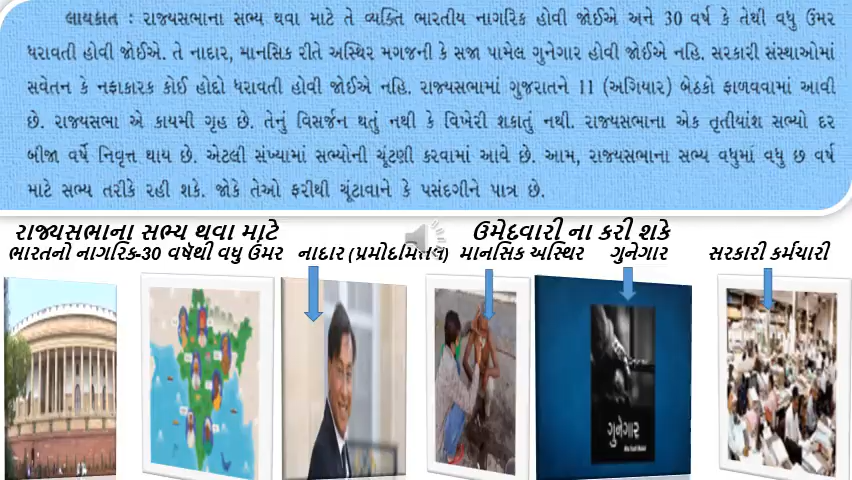 લાયકાત : રાજ્યસભાના સભ્ય થવા માટે તે વ્યક્તિ ભારતીય નાગરિક હોવી જોઈએ અને 30 વર્ષ કે તેથી વધુ ઉંમર
ધરાવતી હોવી જોઈએ. તે નાદાર, માનસિક રીતે અસ્થિર મગજની કે સજા પામેલ ગુનેગાર હોવી જોઈએ નહિ. સરકારી સંસ્થાઓમાં
સવેતન કે નફાકારક કોઈ હોદ્દો ધરાવતી હોવી જોઈએ નહિ. રાજ્યસભામાં ગુજરાતને 11 (અગિયાર) બેઠકો ફાળવવામાં આવી
છે. રાજ્યસભા એ કાયમી ગૃહ છે. તેનું વિસર્જન થતું નથી કે વિખેરી શકાતું નથી. રાજ્યસભાના એક તૃતીયાંશ સભ્યો દર
બીજા વર્ષે નિવૃત્ત થાય છે. એટલી સંખ્યામાં સભ્યોની ચૂંટણી કરવામાં આવે છે. આમ, રાજ્યસભાના સભ્ય વધુમાં વધુ છ વર્ષ
માટે સભ્ય તરીકે રહી શકે. જોકે તેઓ ફરીથી ચૂંટાવાને કે પસંદગીને પાત્ર છે.
રાજ્યસભાના સભ્ય થવા માટે ઉમેદવારી ના કરી શકે
ભારતનો નાગરિક-30 વર્ષથી વધુ ઉંમર નાદાર માનસિક અસ્થિર ગુનેગાર સરકારી કર્મચારી
ગુનેગાર